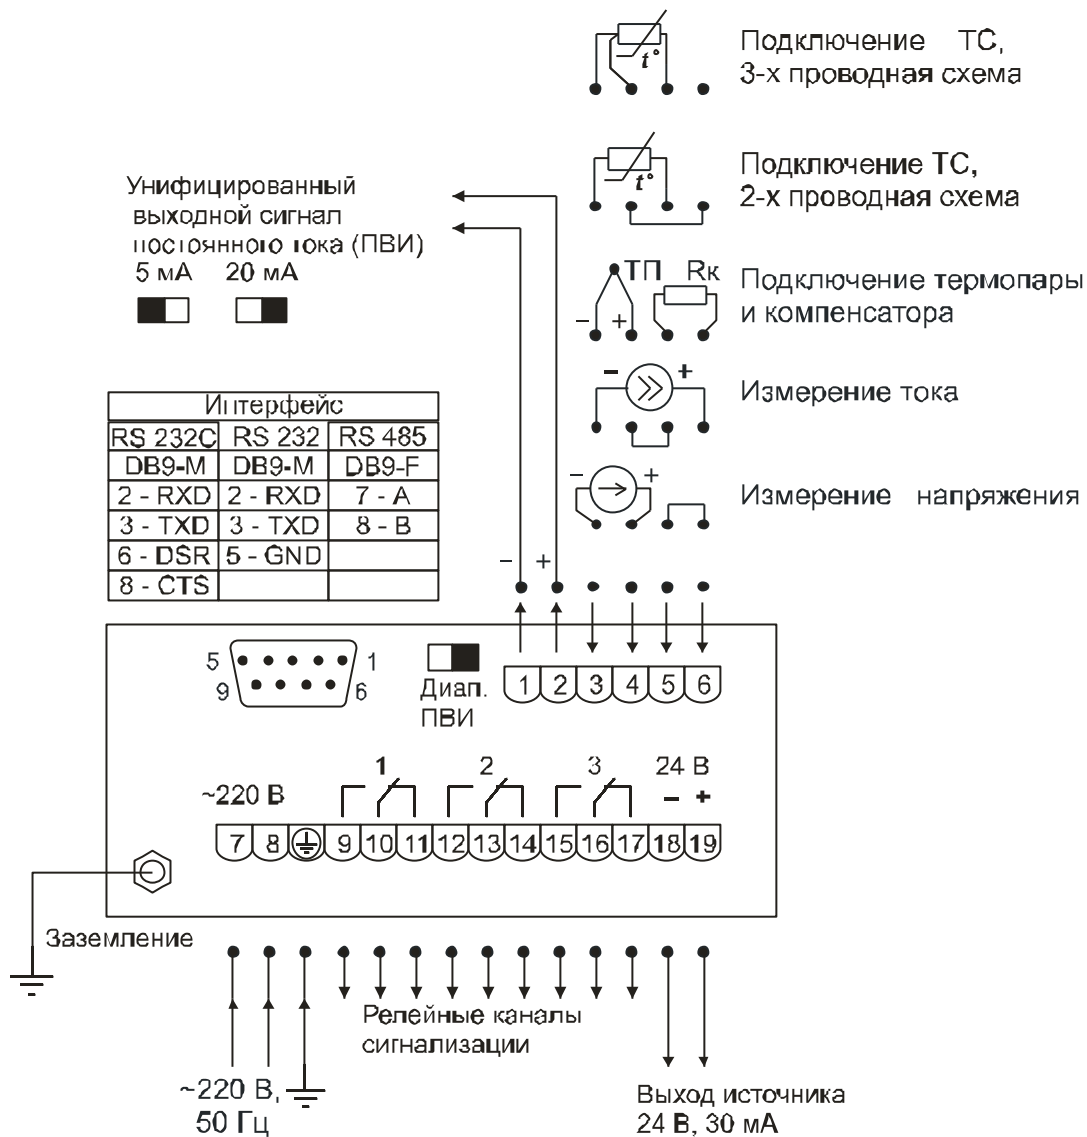 Подключение ТС,
3-х проводная схема
t°
Подключение ТС,
2-х проводная схема
t°
Унифицированный
выходной сигнал
постоянного тока (ПВИ)
5 мА 20 мА
ТП Rк
Подключение термопары
и компенсатора
– +
– +
Измерение тока
– +
Измерение напряжения
Интерфейс
RS 232C RS 232 RS 485
DB9-M DB9-M DB9-F
2 - RXD 2 - RXD 7 - A
3 - TXD 3 - TXD 8 - B
6 - DSR 5 - GND
8 - CTS
– +
5 1
9 6
Диап.
ПВИ
1 2 3 4 5 6
1 2 3 24 В
~220 В – +
7 8 9 10 11 12 13 14 15 16 17 18 19
Заземление
Релейные каналы
сигнализации
~220 В,
50 Гц
Выход источника
24 В, 30 мА